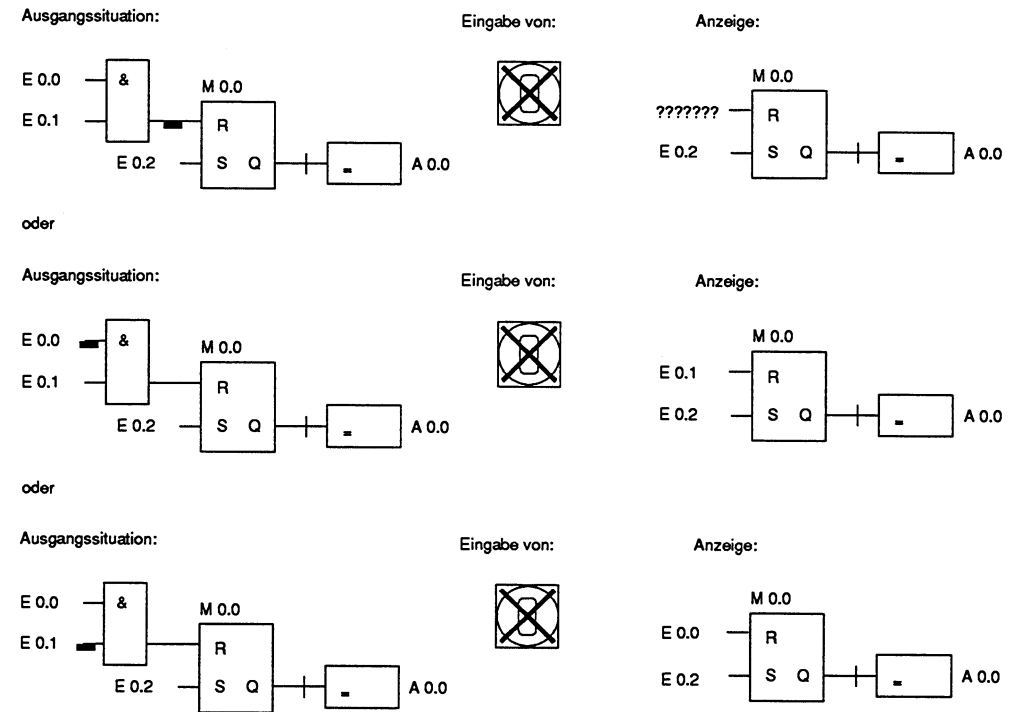 Ausgangssituation:
Eingabe von:
Anzeige:
E 0.0
&
E 0.1
M 0.0
R
E 0.2
S Q
=
A 0.0
M 0.0
???????
R
E 0.2
S Q
=
A 0.0
oder
Ausgangssituation:
Eingabe von:
Anzeige:
E 0.0
&
E 0.1
M 0.0
R
E 0.2
S Q
=
A 0.0
M 0.0
E 0.1
R
E 0.2
S Q
=
A 0.0
oder
Ausgangssituation:
Eingabe von:
Anzeige:
E 0.0
&
E 0.1
M 0.0
R
E 0.2
S Q
=
A 0.0
M 0.0
E 0.0
R
E 0.2
S Q
=
A 0.0